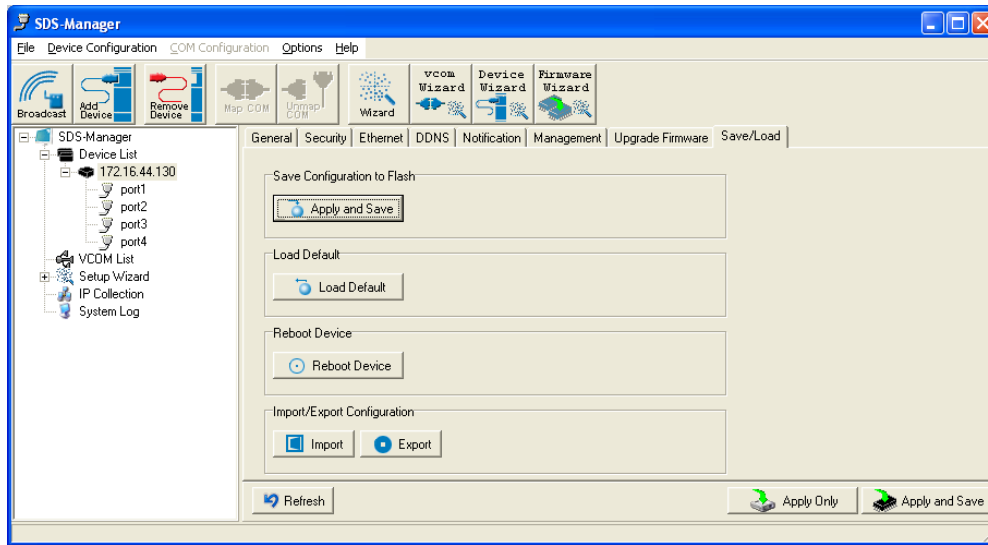 SDS-Manager
File Device Configuration COM Configuration Options Help
Broadcast
Add Device
Remove Device
Map COM
Unmap COM
Wizard
vcom Wizard
Device Wizard
Firmware Wizard
SDS-Manager
Device List
172.16.44.130
port1
port2
port3
port4
VCOM List
Setup Wizard
IP Collection
System Log
General Security Ethernet DDNS Notification Management Upgrade Firmware Save/Load
Save Configuration to Flash
Apply and Save
Load Default
Load Default
Reboot Device
Reboot Device
Import/Export Configuration
Import Export
Refresh Apply Only Apply and Save